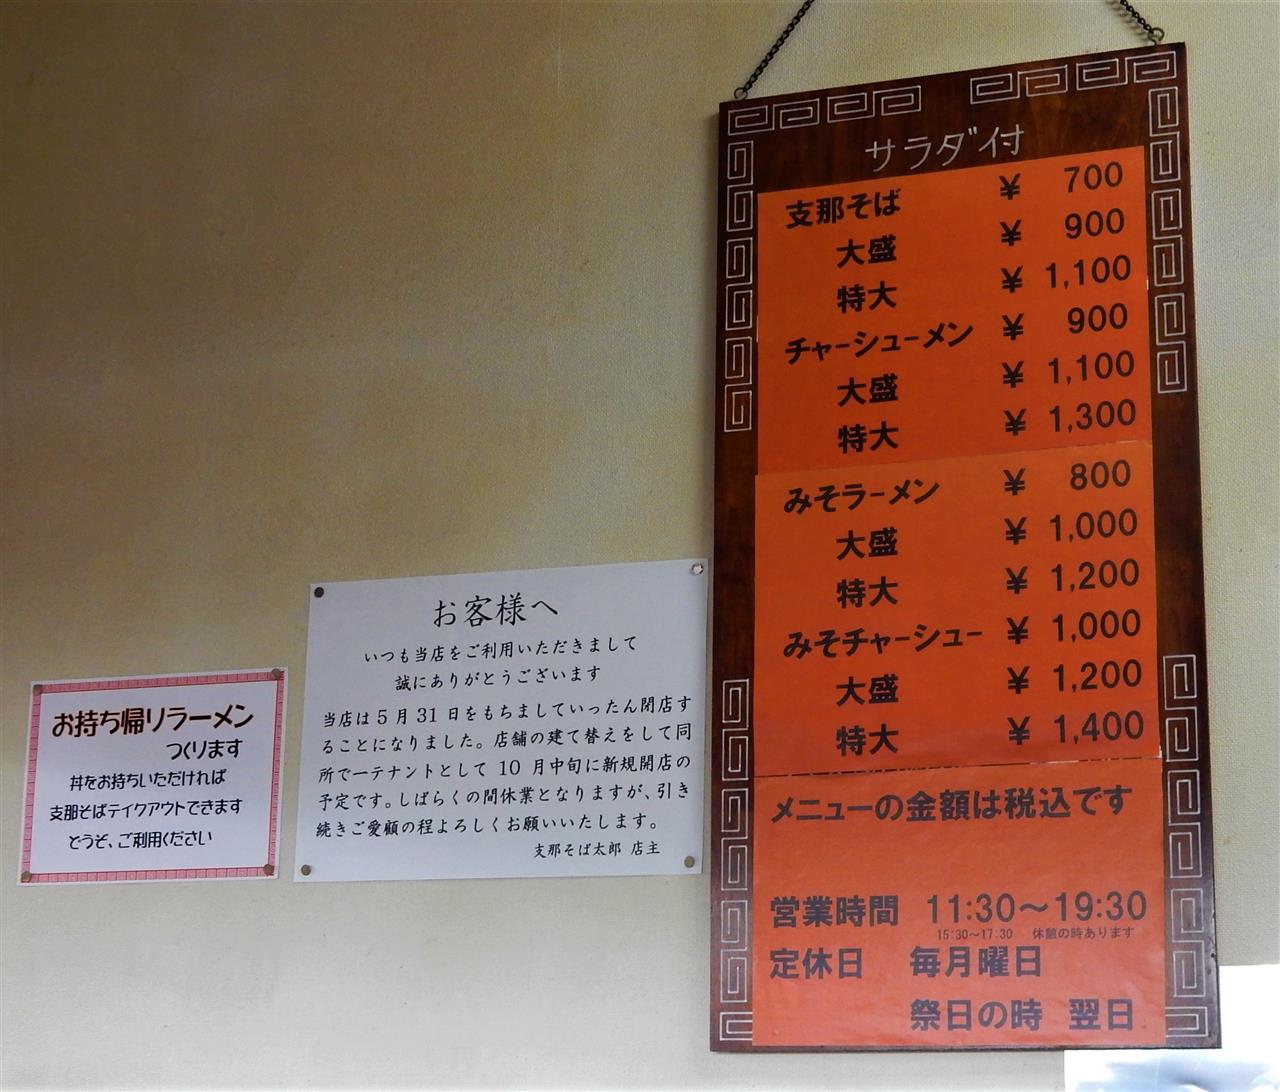 サラダ付
支那そば ¥ 700
大盛 ¥ 900
特大 ¥ 1,100
チャーシューメン ¥ 900
大盛 ¥ 1,100
特大 ¥ 1,300
みそラーメン ¥ 800
大盛 ¥ 1,000
特大 ¥ 1,200
みそチャーシュー ¥ 1,000
大盛 ¥ 1,200
特大 ¥ 1,400
メニューの金額は税込です
営業時間 11:30～19:30
15:30～17:30 休憩の時あります
定休日 毎月曜日
祭日の時 翌日
お客様へ
いつも当店をご利用いただきまして
誠にありがとうございます
当店は5月31日をもちましていったん閉店す
ることになりました。店舗の建て替えをして同
所で一テナントとして10月中旬に新規開店の
予定です。しばらくの間休業となりますが、引き
続きご愛顧の程よろしくお願いいたします。
支那そば太郎 店主
お持ち帰りラーメン
つくります
丼をお持ちいただければ
支那そばテイクアウトできます
どうぞ、ご利用ください